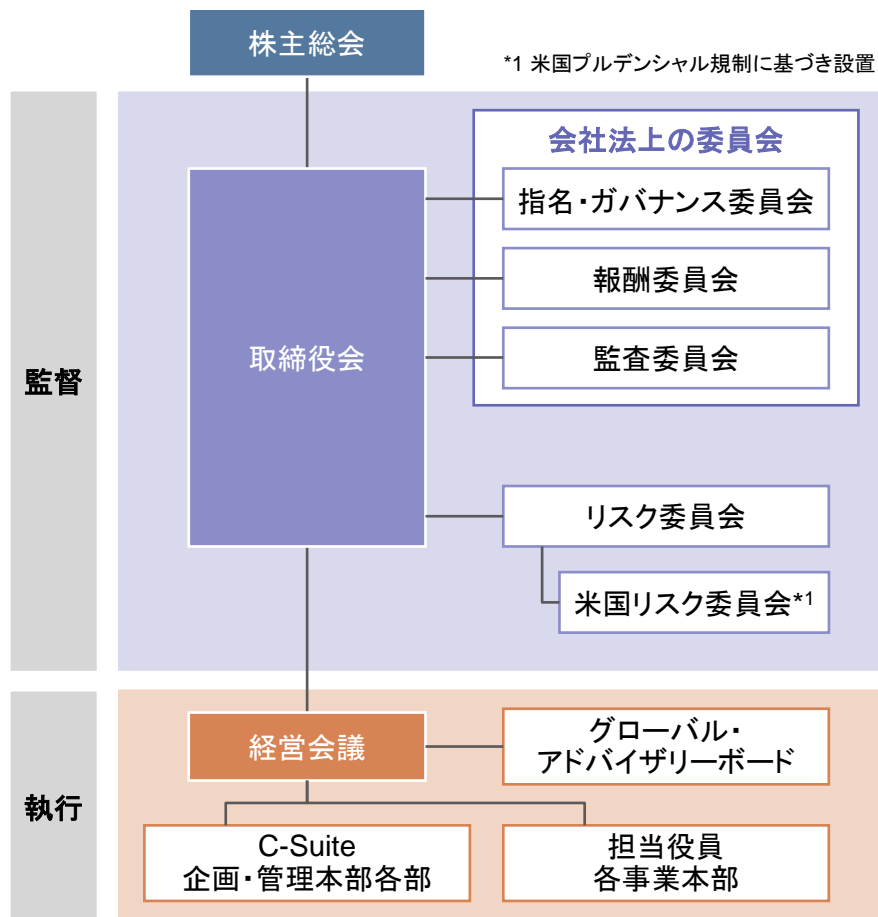 株主総会
*1 米国プルデンシャル規制に基づき設置
監督
取締役会
会社法上の委員会
指名・ガバナンス委員会
報酬委員会
監査委員会
リスク委員会
米国リスク委員会*1
執行
経営会議
グローバル・
アドバイザリーボード
C-Suite
企画・管理本部各部
担当役員
各事業本部